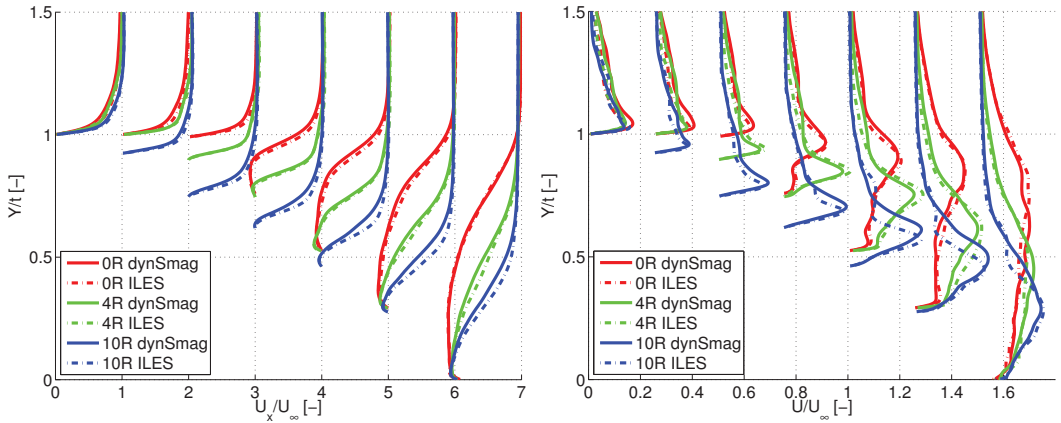 1.5
1
0.5
0
Y/t [–]
0R dynSmag
0R ILES
4R dynSmag
4R ILES
10R dynSmag
10R ILES
0 1 2 3 4 5 6 7
U_x/U_∞ [–]
1.5
1
0.5
0
Y/t [–]
0R dynSmag
0R ILES
4R dynSmag
4R ILES
10R dynSmag
10R ILES
0 0.2 0.4 0.6 0.8 1 1.2 1.4 1.6
U/U_∞ [–]